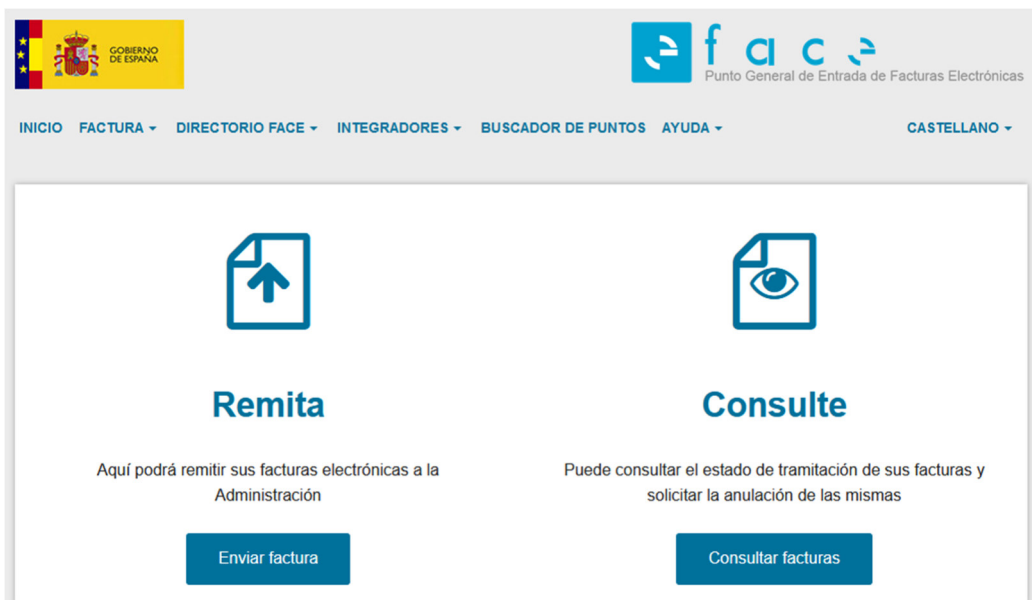 GOBIERNO
DE ESPAÑA
face
Punto General de Entrada de Facturas Electrónicas
INICIO FACTURA DIRECTORIO FACE INTEGRADORES BUSCADOR DE PUNTOS AYUDA CASTELLANO
Remita
Aquí podrá remitir sus facturas electrónicas a la
Administración
Enviar factura
Consulte
Puede consultar el estado de tramitación de sus facturas y
solicitar la anulación de las mismas
Consultar facturas